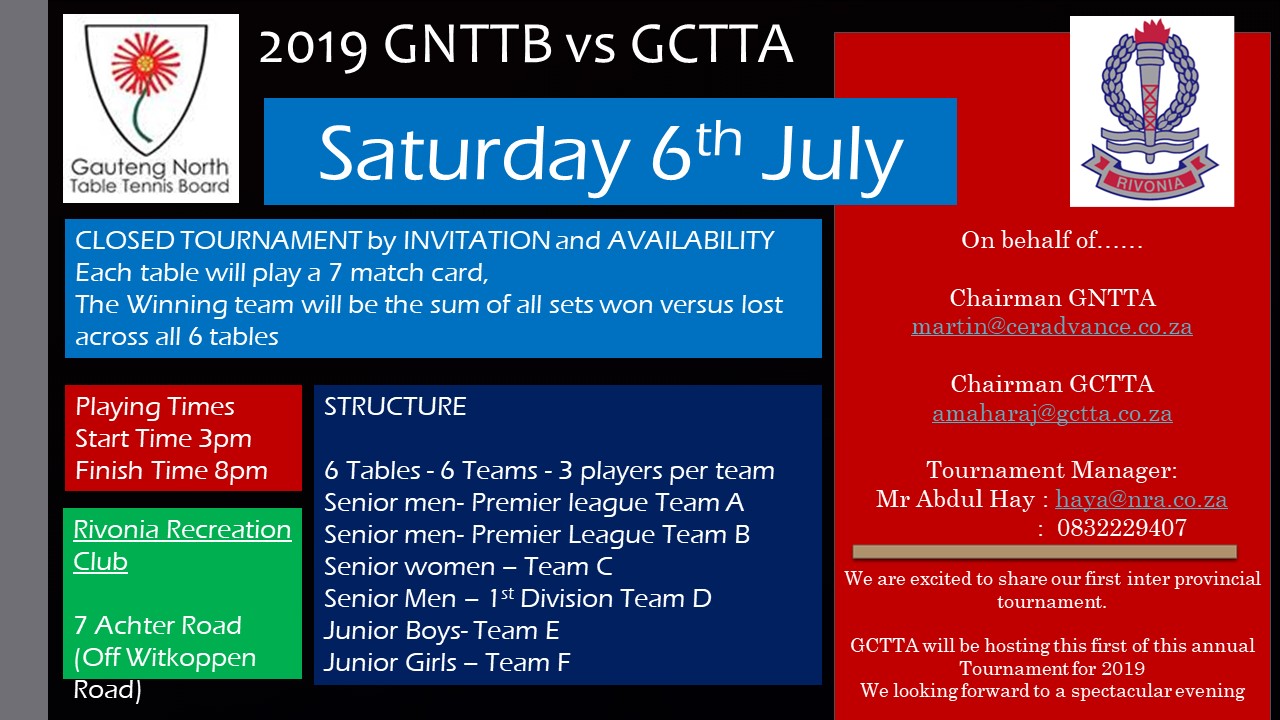 2019 GNTTB vs GCTTA
Gauteng North
Table Tennis Board
Saturday 6th July
RIVONIA
CLOSED TOURNAMENT by INVITATION and AVAILABILITY
Each table will play a 7 match card,
The Winning team will be the sum of all sets won versus lost
across all 6 tables
Playing Times
Start Time 3pm
Finish Time 8pm
Rivonia Recreation
Club
7 Achter Road
(Off Witkoppen
Road)
STRUCTURE
6 Tables - 6 Teams - 3 players per team
Senior men- Premier league Team A
Senior men- Premier League Team B
Senior women – Team C
Senior Men – 1st Division Team D
Junior Boys- Team E
Junior Girls – Team F
On behalf of……
Chairman GNTTA
martin@ceradvance.co.za
Chairman GCTTA
amaharaj@gctta.co.za
Tournament Manager:
Mr Abdul Hay : haya@nra.co.za
: 0832229407
We are excited to share our first inter provincial
tournament.
GCTTA will be hosting this first of this annual
Tournament for 2019
We looking forward to a spectacular evening